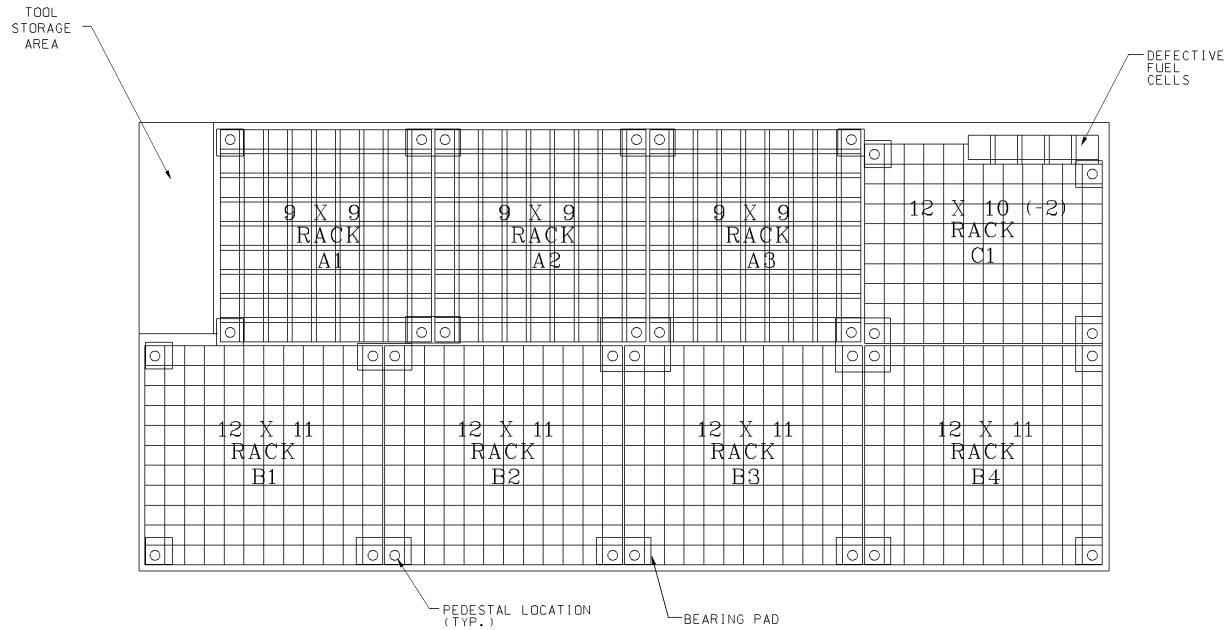 TOOL
STORAGE
AREA
DEFECTIVE
FUEL
CELLS
9 X 9
RACK
A1
9 X 9
RACK
A2
9 X 9
RACK
A3
12 X 10 (-2)
RACK
C1
12 X 11
RACK
B1
12 X 11
RACK
B2
12 X 11
RACK
B3
12 X 11
RACK
B4
PEDESTAL LOCATION
(TYP.)
BEARING PAD